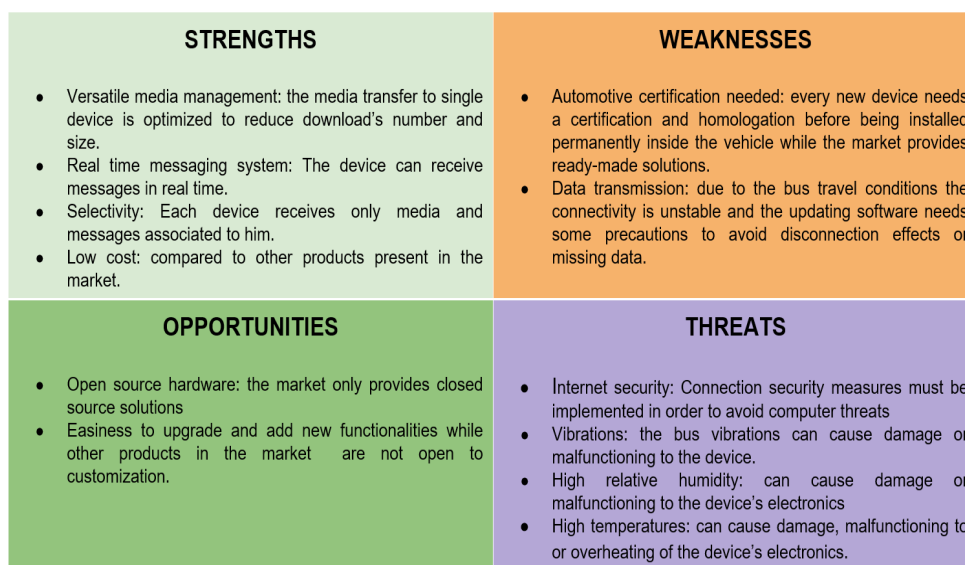 STRENGTHS
● Versatile media management: the media transfer to single
device is optimized to reduce download’s number and
size.
● Real time messaging system: The device can receive
messages in real time.
● Selectivity: Each device receives only media and
messages associated to him.
● Low cost: compared to other products present in the
market.
WEAKNESSES
● Automotive certification needed: every new device needs
a certification and homologation before being installed
permanently inside the vehicle while the market provides
ready-made solutions.
● Data transmission: due to the bus travel conditions the
connectivity is unstable and the updating software needs
some precautions to avoid disconnection effects or
missing data.
OPPORTUNITIES
● Open source hardware: the market only provides closed
source solutions
● Easiness to upgrade and add new functionalities while
other products in the market are not open to
customization.
THREATS
● Internet security: Connection security measures must be
implemented in order to avoid computer threats
● Vibrations: the bus vibrations can cause damage or
malfunctioning to the device.
● High relative humidity: can cause damage or
malfunctioning to the device’s electronics
● High temperatures: can cause damage, malfunctioning to
or overheating of the device’s electronics.